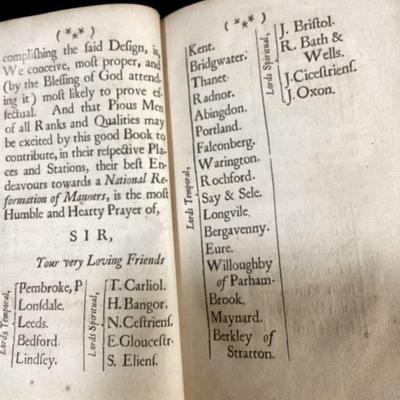 (***)
compliſhing the ſaid Deſign, is,
We conceive, moſt proper, and
(by the Bleſſing of God attend-
ing it) moſt likely to prove ef-
fectual. And that Pious Men
of all Ranks and Qualities may
be excited by this good Book to
contribute, in their reſpective Pla-
ces and Stations, their beſt En-
deavours towards a National Re-
formation of Manners, is the moſt
Humble and Hearty Prayer of,
SIR,
Your very Loving Friends
Lords Temporal,
Pembroke, P
Lonſdale.
Leeds.
Bedford.
Lindſey.
Lords Spiritual,
T. Carliol.
H. Bangor.
N. Ceſtrienſ.
E. Gloceſtr.
S. Elienſ.
(***)
Lords Temporal,
Kent.
Bridgwater.
Thanet.
Radnor.
Abingdon.
Portland.
Falconberg.
Warington.
Rochford.
Say & Sele.
Longvile.
Bergavenny.
Eure.
Willoughby
of Parham.
Brook.
Maynard.
Berkley of
Stratton.
Lords Spiritual,
J. Briſtol.
R. Bath &
Wells.
J. Ciceſtrienſ.
J. Oxon.